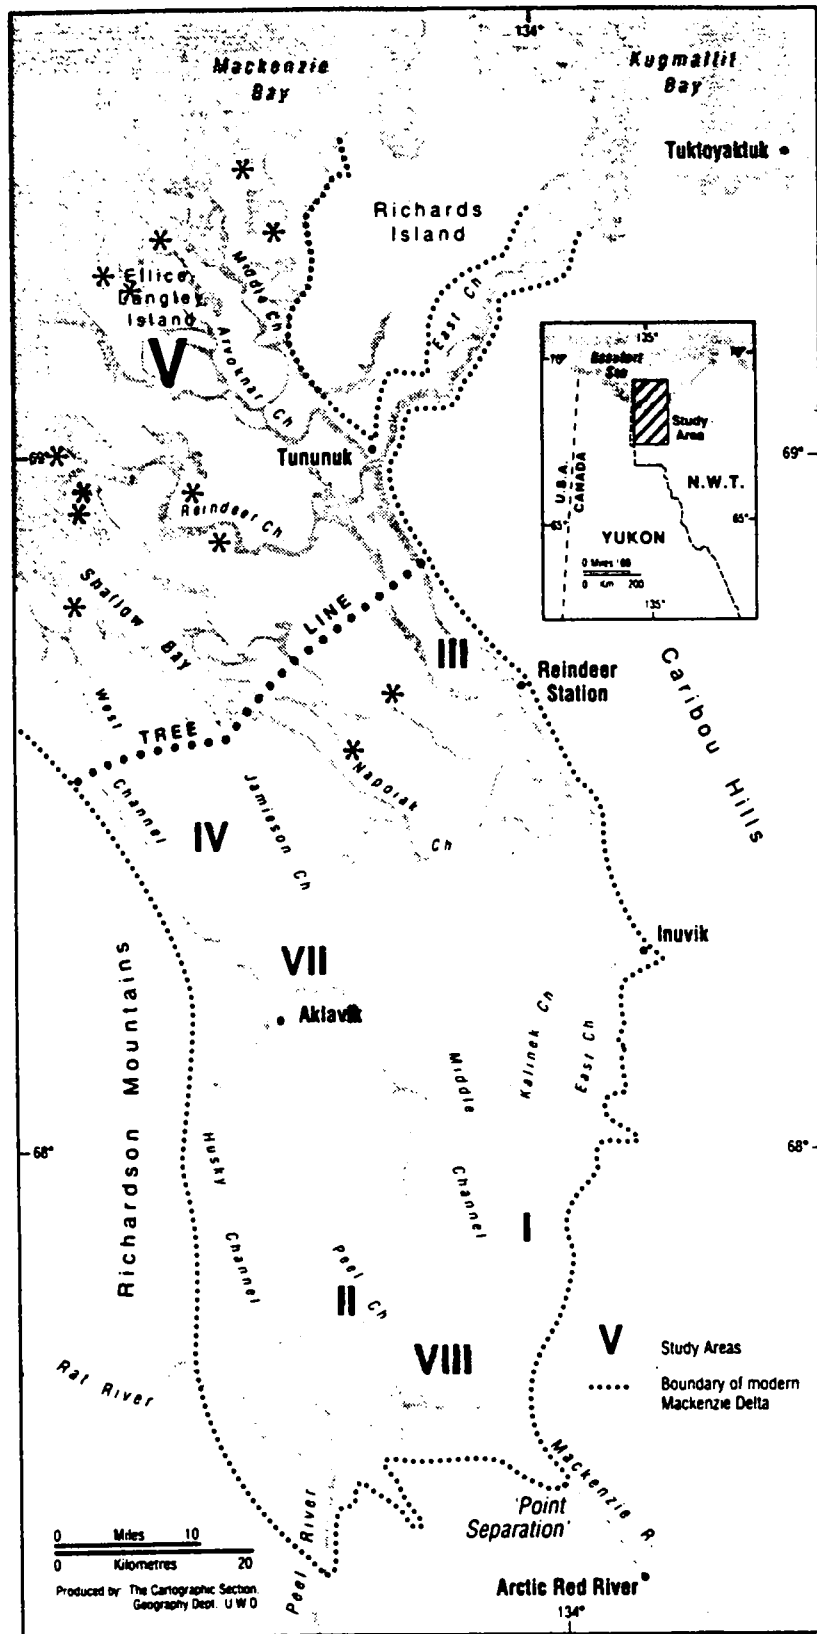 134°
Mackenzie
Bay
Kugmallit
Bay
Tuktoyaktuk
Richards
Island
Middle Ch
East Ch
Ellice
Langley
Island
Arvoknar Ch
V
Tununuk
69°
69°
135°
70°
Beaufort
Sea
70°
Study
Area
U.S.A.
CANADA
N.W.T.
65°
65°
YUKON
0 Miles 100
0 Km 200
135°
Reindeer Ch
Shallow Bay
TREE LINE
III
Reindeer
Station
Caribou Hills
West Channel
Napoiak Ch
Jamieson Ch
IV
Inuvik
VII
Aklavik
Richardson Mountains
Kalinek Ch
East Ch
Middle Channel
68°
68°
Husky Channel
I
Peel Ch
II
VIII
Rat River
V Study Areas
Boundary of modern
Mackenzie Delta
Mackenzie R.
'Point
Separation'
Peel River
0 Miles 10
0 Kilometres 20
Produced by The Cartographic Section.
Geography Dept. U W O
Arctic Red River
134°